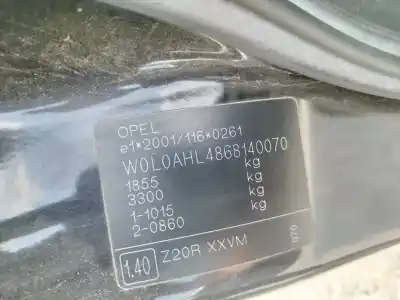 OPEL
e1*2001/116*0261
W0L0AHL4868140070
1855 kg
3300 kg
1-1015 kg
2-0860 kg
1.40 Z20R XXVM